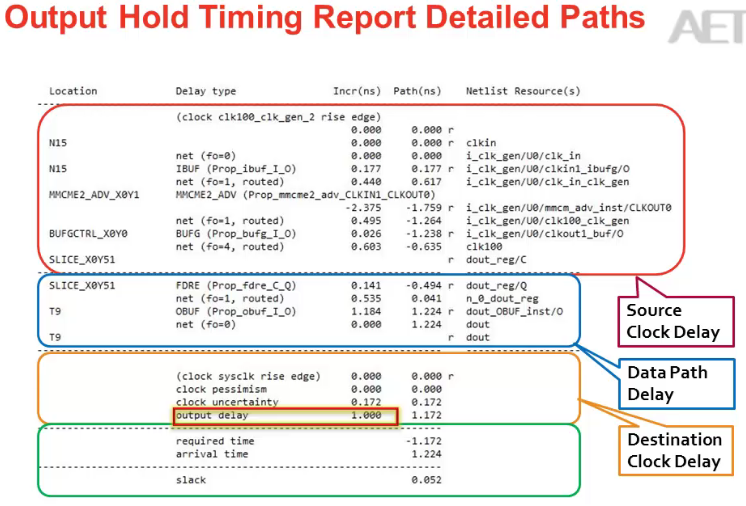 Output Hold Timing Report Detailed Paths
AET
Location Delay type Incr(ns) Path(ns) Netlist Resource(s)
(clock clk100_clk_gen_2 rise edge)
0.000 0.000 r
N15 0.000 0.000 r clkin
net (fo=0) 0.000 0.000 i_clk_gen/U0/clk_in
N15 IBUF (Prop_ibuf_I_O) 0.177 0.177 r i_clk_gen/U0/clkin1_ibufg/O
net (fo=1, routed) 0.440 0.617 i_clk_gen/U0/clk_in_clk_gen
MMCME2_ADV_X0Y1 MMCME2_ADV (Prop_mmcme2_adv_CLKIN1_CLKOUT0)
-2.375 -1.759 r i_clk_gen/U0/mmcm_adv_inst/CLKOUT0
net (fo=1, routed) 0.495 -1.264 i_clk_gen/U0/clk100_clk_gen
BUFGCTRL_X0Y0 BUFG (Prop_bufg_I_O) 0.026 -1.238 r i_clk_gen/U0/clkout1_buf/O
net (fo=4, routed) 0.603 -0.635 clk100
SLICE_X0Y51 r dout_reg/C
SLICE_X0Y51 FDRE (Prop_fdre_C_Q) 0.141 -0.494 r dout_reg/Q
net (fo=1, routed) 0.535 0.041 n_0_dout_reg
T9 OBUF (Prop_obuf_I_O) 1.184 1.224 r dout_OBUF_inst/O
net (fo=0) 0.000 1.224 dout
T9 r dout
Source
Clock Delay
Data Path
Delay
(clock sysclk rise edge) 0.000 0.000 r
clock pessimism 0.000 0.000
clock uncertainty 0.172 0.172
output delay 1.000 1.172
Destination
Clock Delay
required time -1.172
arrival time 1.224
slack 0.052